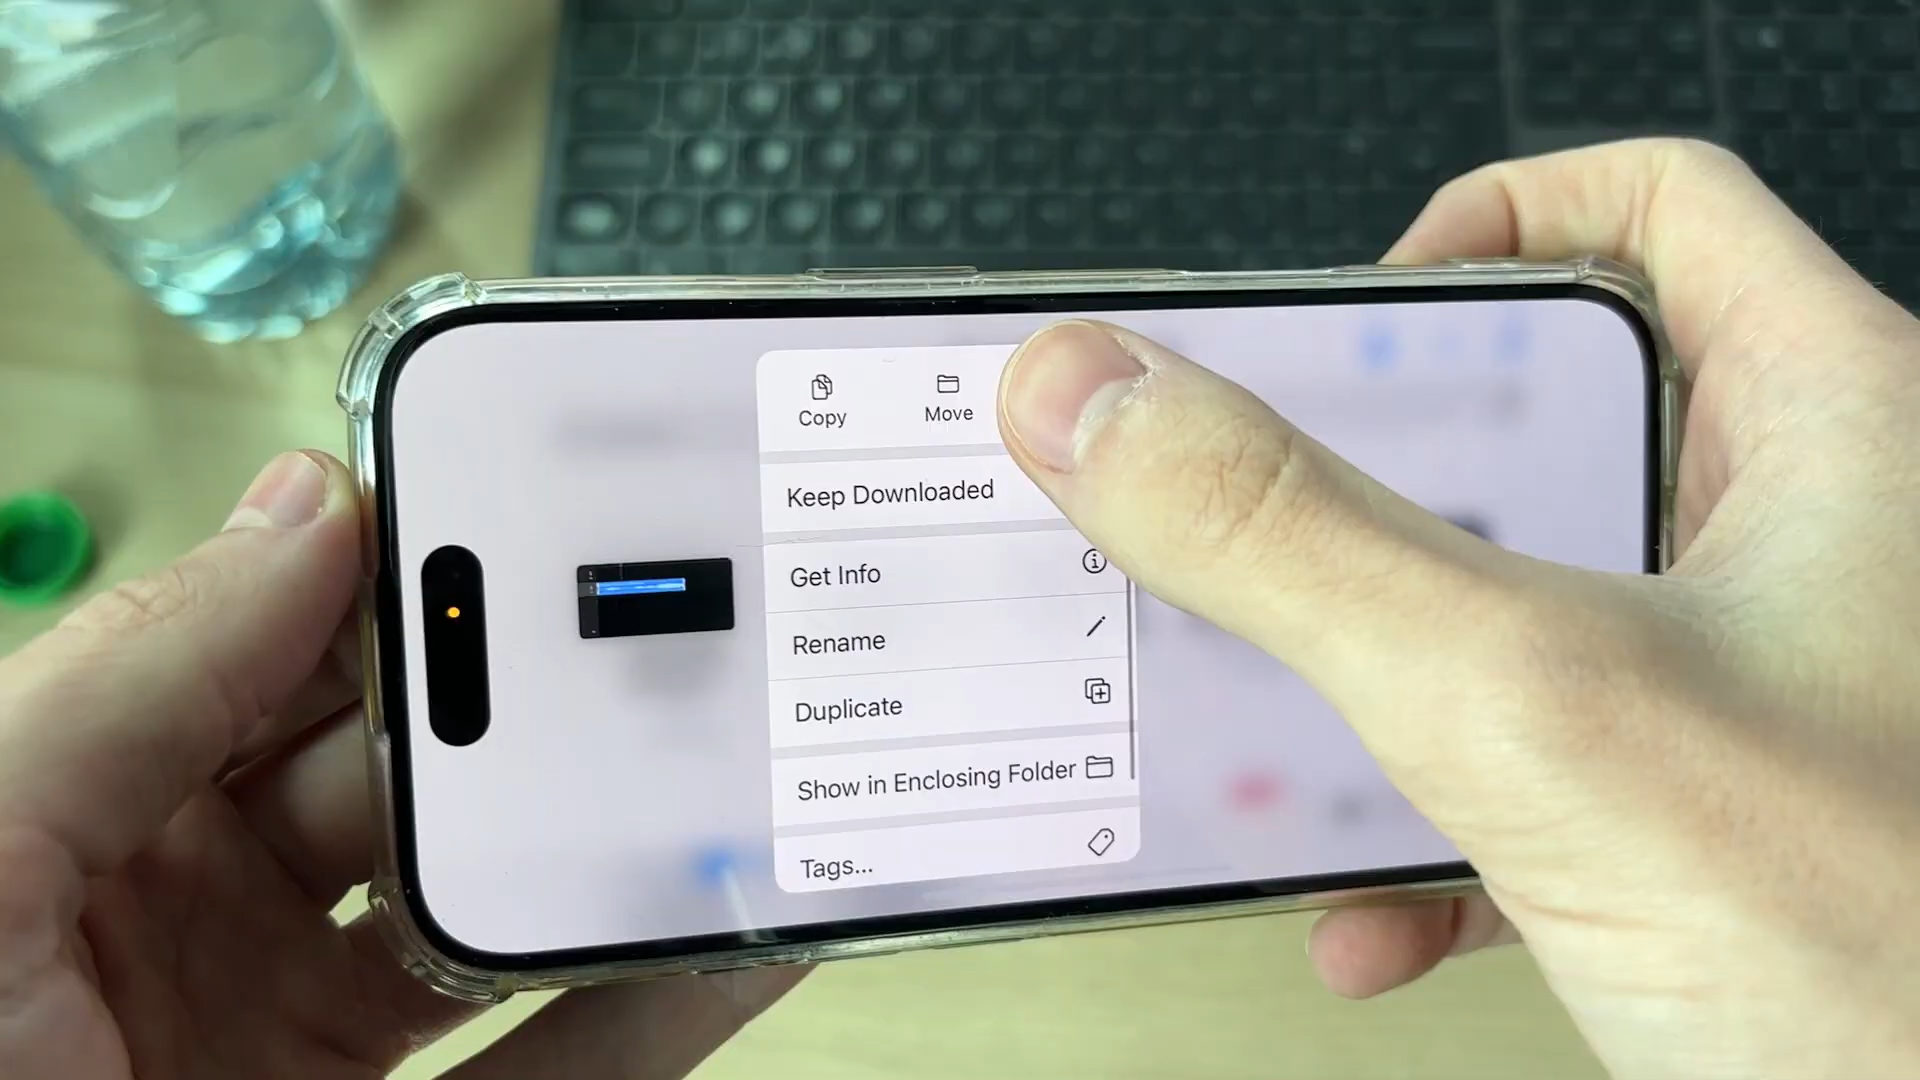 Copy Move
Keep Downloaded
Get Info
Rename
Duplicate
Show in Enclosing Folder
Tags...